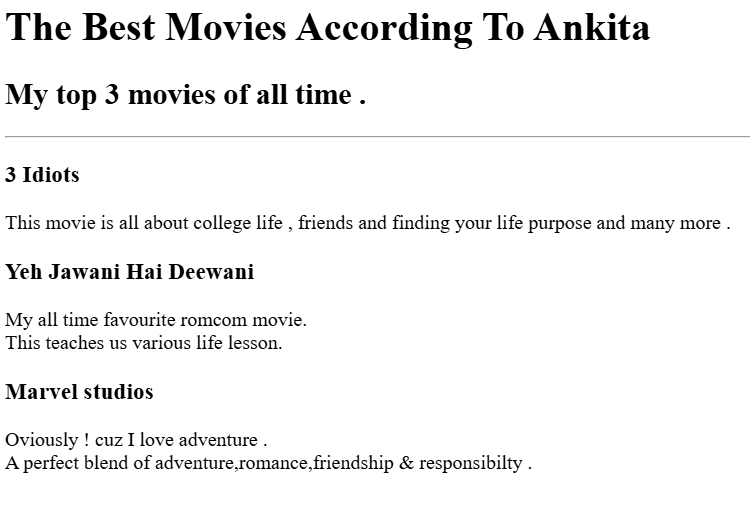 The Best Movies According To Ankita
My top 3 movies of all time .
3 Idiots
This movie is all about college life , friends and finding your life purpose and many more .
Yeh Jawani Hai Deewani
My all time favourite romcom movie.
This teaches us various life lesson.
Marvel studios
Oviously ! cuz I love adventure .
A perfect blend of adventure,romance,friendship & responsibilty .